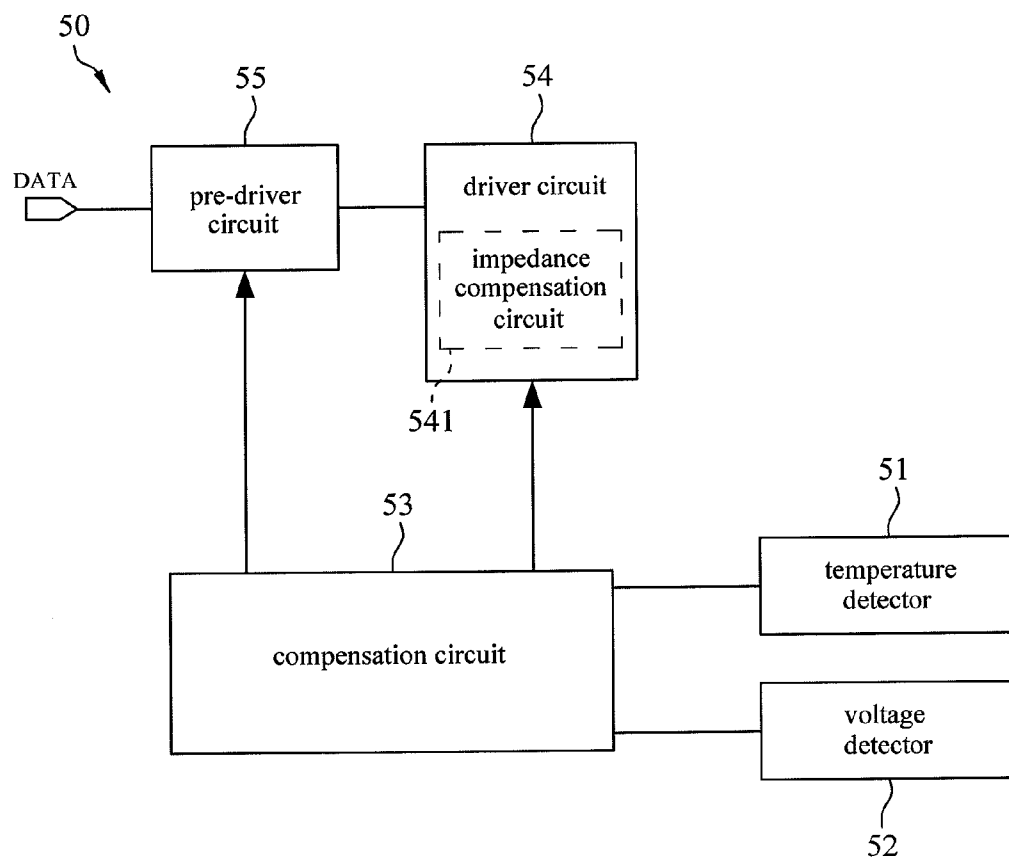 50
55
54
DATA
pre-driver
circuit
driver circuit
impedance
compensation
circuit
541
53
51
compensation circuit
temperature
detector
voltage
detector
52